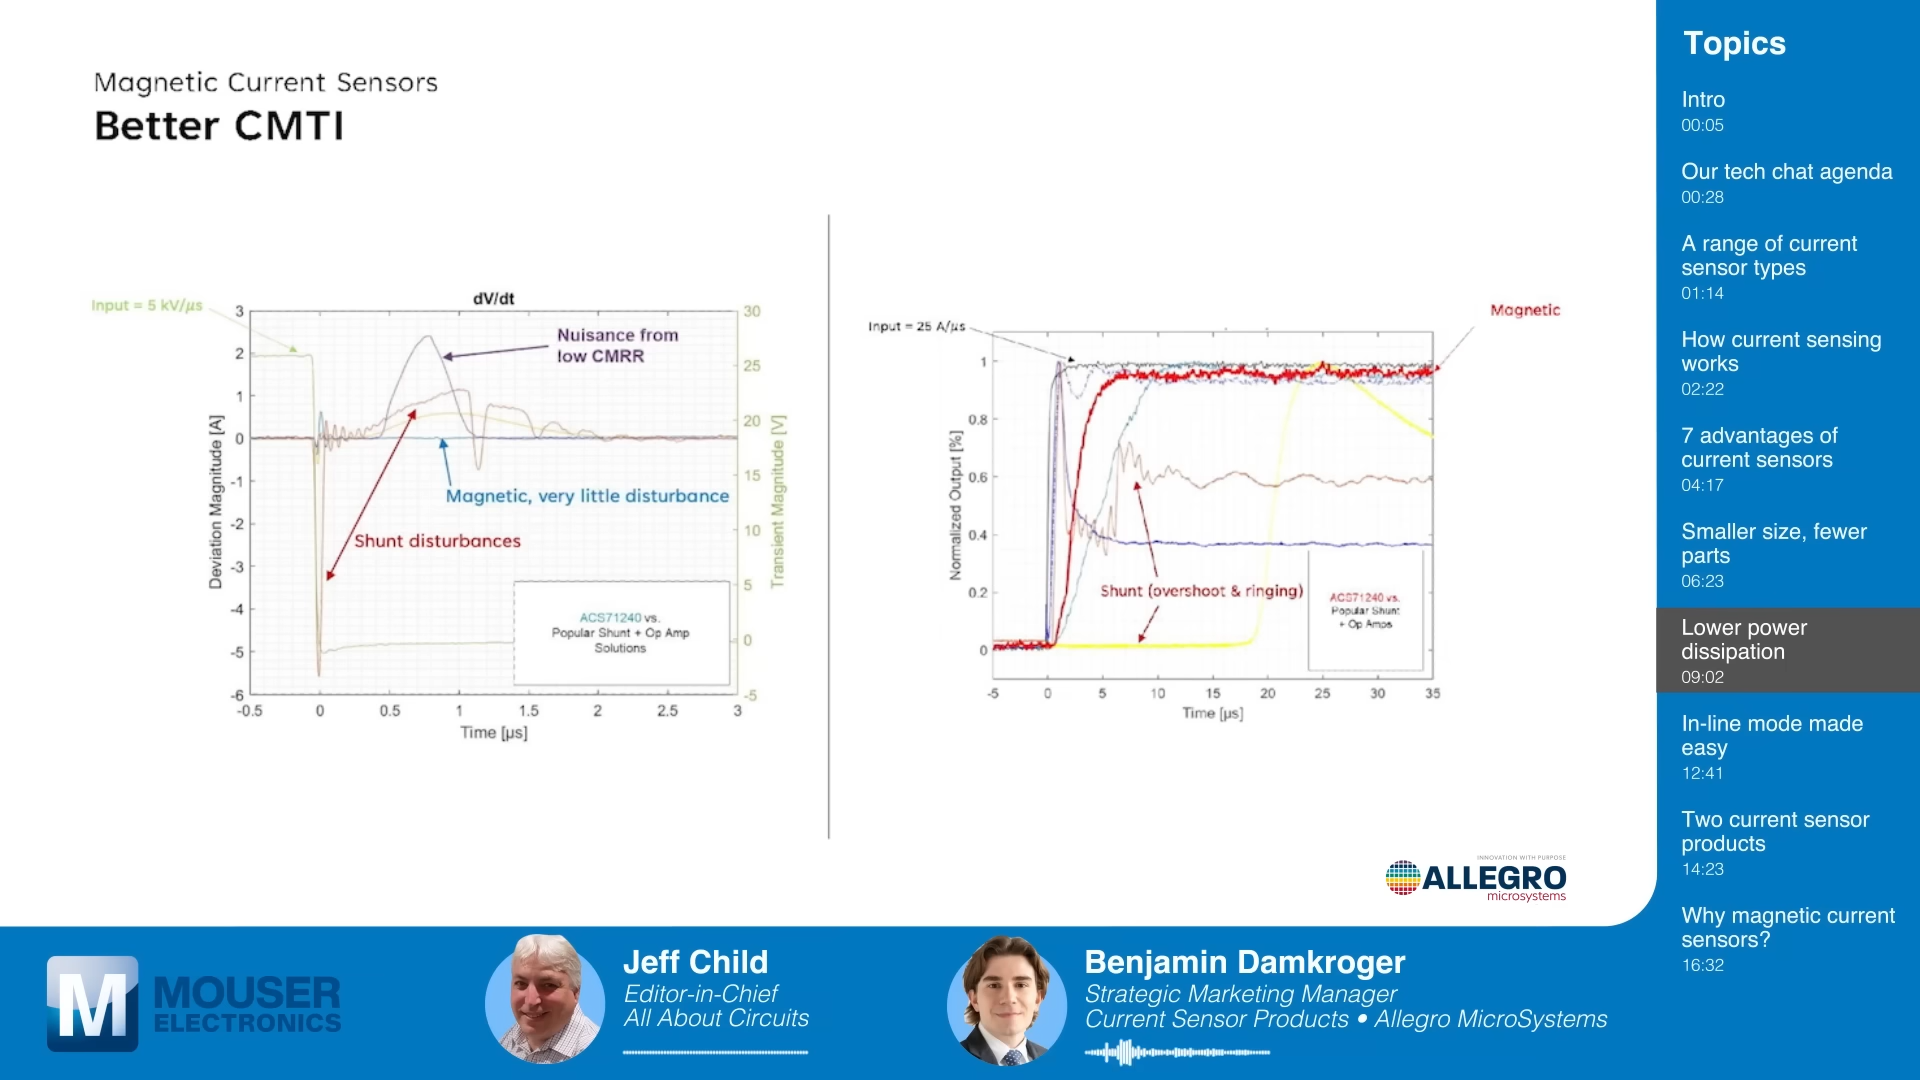 Magnetic Current Sensors
Better CMTI
dV/dt
Input = 5 kV/µs
3
2
1
0
-1
-2
-3
-4
-5
-6
Deviation Magnitude [A]
30
25
20
15
10
5
0
-5
Transient Magnitude [V]
Nuisance from
low CMRR
Magnetic, very little disturbance
Shunt disturbances
ACS71240 vs.
Popular Shunt + Op Amp
Solutions
-0.5 0 0.5 1 1.5 2 2.5 3
Time [µs]
Input = 25 A/µs
Magnetic
1
0.8
0.6
0.4
0.2
0
Normalized Output [%]
Shunt (overshoot & ringing)
ACS71240 vs.
Popular Shunt
+ Op Amps
-5 0 5 10 15 20 25 30 35
Time [µs]
INNOVATION WITH PURPOSE
ALLEGRO
microsystems
Topics
Intro
00:05
Our tech chat agenda
00:28
A range of current
sensor types
01:14
How current sensing
works
02:22
7 advantages of
current sensors
04:17
Smaller size, fewer
parts
06:23
Lower power
dissipation
09:02
In-line mode made
easy
12:41
Two current sensor
products
14:23
Why magnetic current
sensors?
16:32
M
MOUSER
ELECTRONICS
Jeff Child
Editor-in-Chief
All About Circuits
Benjamin Damkroger
Strategic Marketing Manager
Current Sensor Products • Allegro MicroSystems